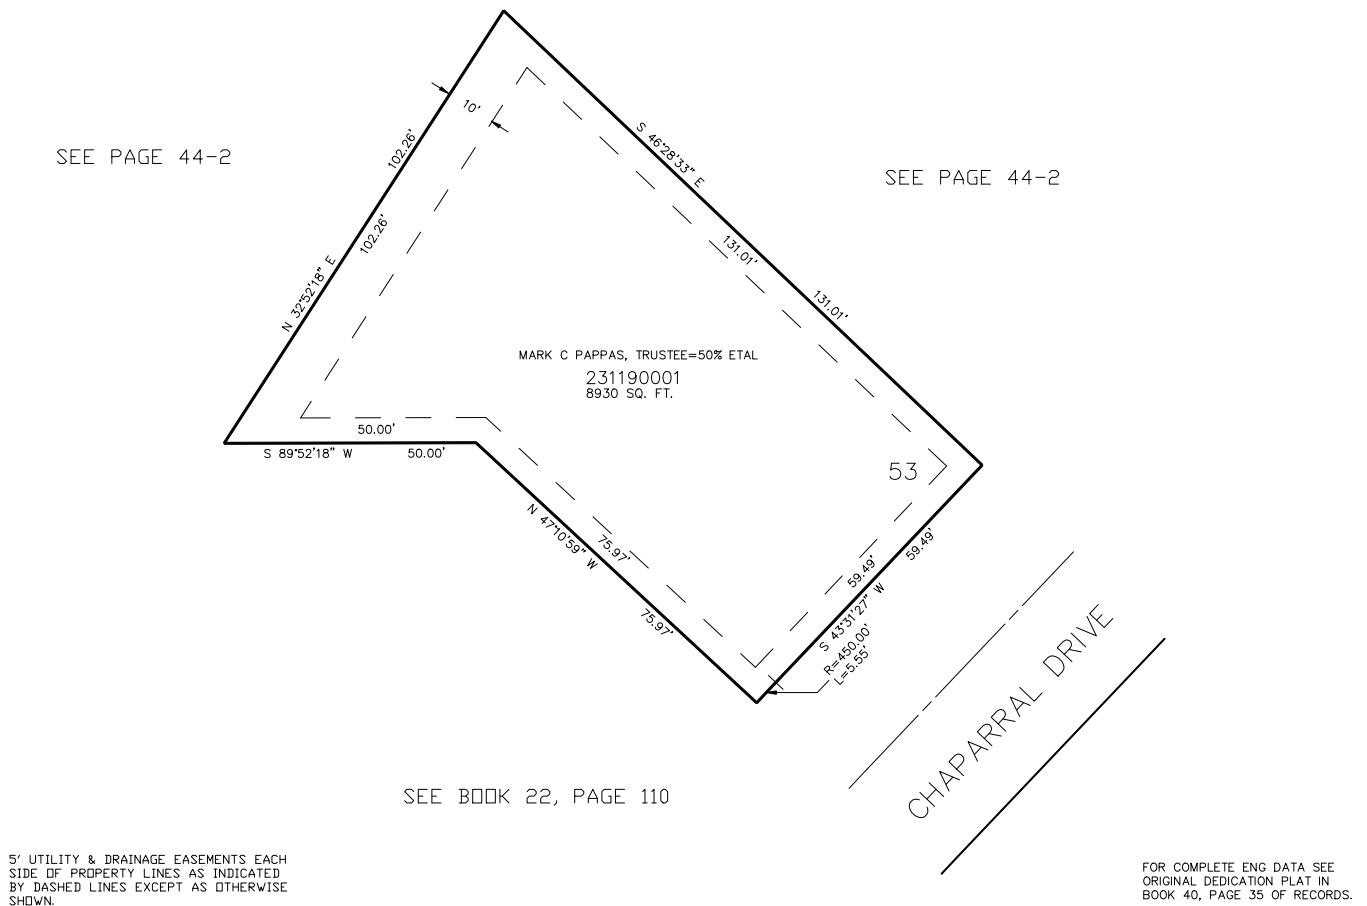 10'
102.26'
SEE PAGE 44-2
S 46°28'33" E
SEE PAGE 44-2
102.26'
131.01'
N 32°52'18" E
131.01'
MARK C PAPPAS, TRUSTEE=50% ETAL
231190001
8930 SQ. FT.
50.00'
S 89°52'18" W
50.00'
53
N 47°10'59" W
75.97'
59.49'
59.49'
S 43°31'27" W
75.97'
R=450.00'
L=5.55'
CHAPARRAL DRIVE
SEE BOOK 22, PAGE 110
5' UTILITY & DRAINAGE EASEMENTS EACH
SIDE OF PROPERTY LINES AS INDICATED
BY DASHED LINES EXCEPT AS OTHERWISE
SHOWN.
FOR COMPLETE ENG DATA SEE
ORIGINAL DEDICATION PLAT IN
BOOK 40, PAGE 35 OF RECORDS.